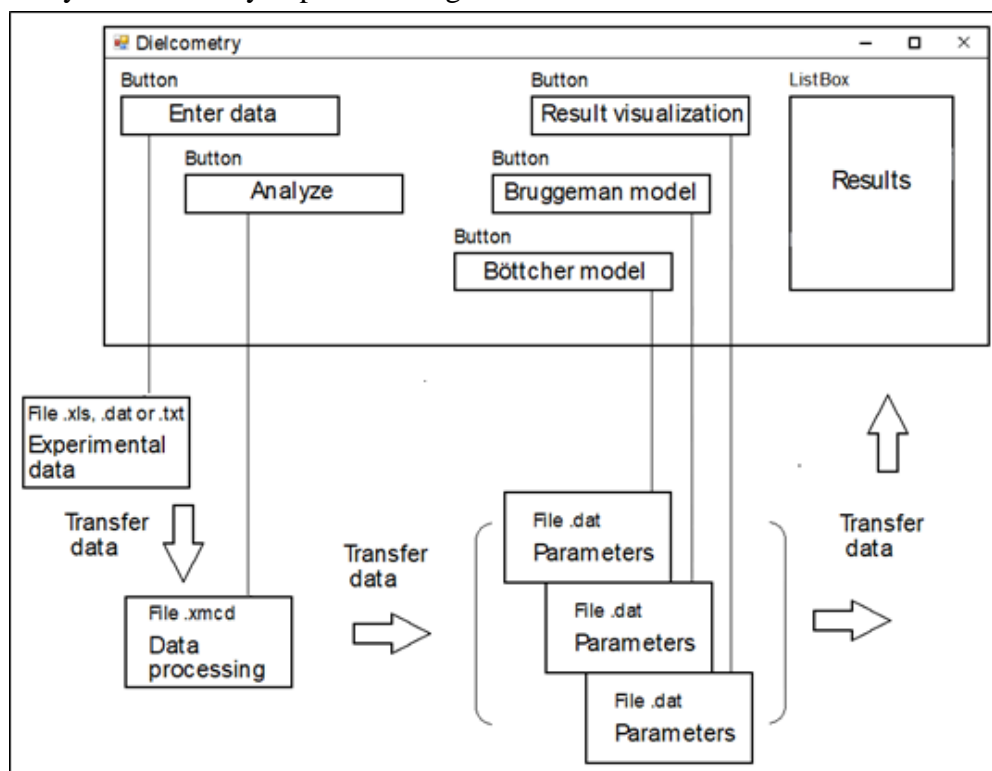 Dielcometry
Button
Enter data
Button
Analyze
Button
Result visualization
Button
Bruggeman model
Button
Böttcher model
ListBox
Results
File .xls, .dat or .txt
Experimental
data
Transfer
data
File .xmcd
Data
processing
Transfer
data
File .dat
Parameters
File .dat
Parameters
File .dat
Parameters
Transfer
data